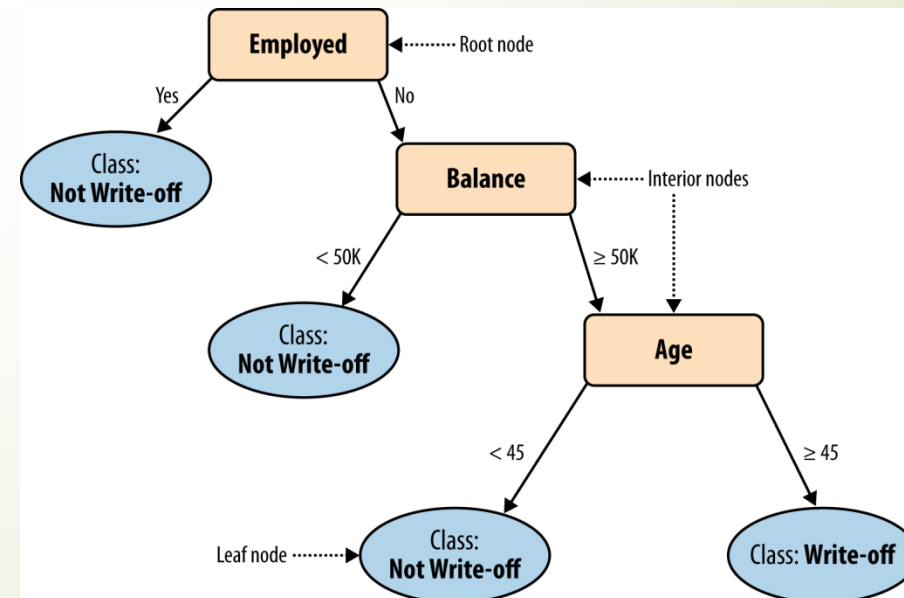 Employed
Root node
Yes
No
Class:
Not Write-off
Balance
Interior nodes
< 50K
≥ 50K
Class:
Not Write-off
Age
< 45
≥ 45
Leaf node
Class:
Not Write-off
Class: Write-off